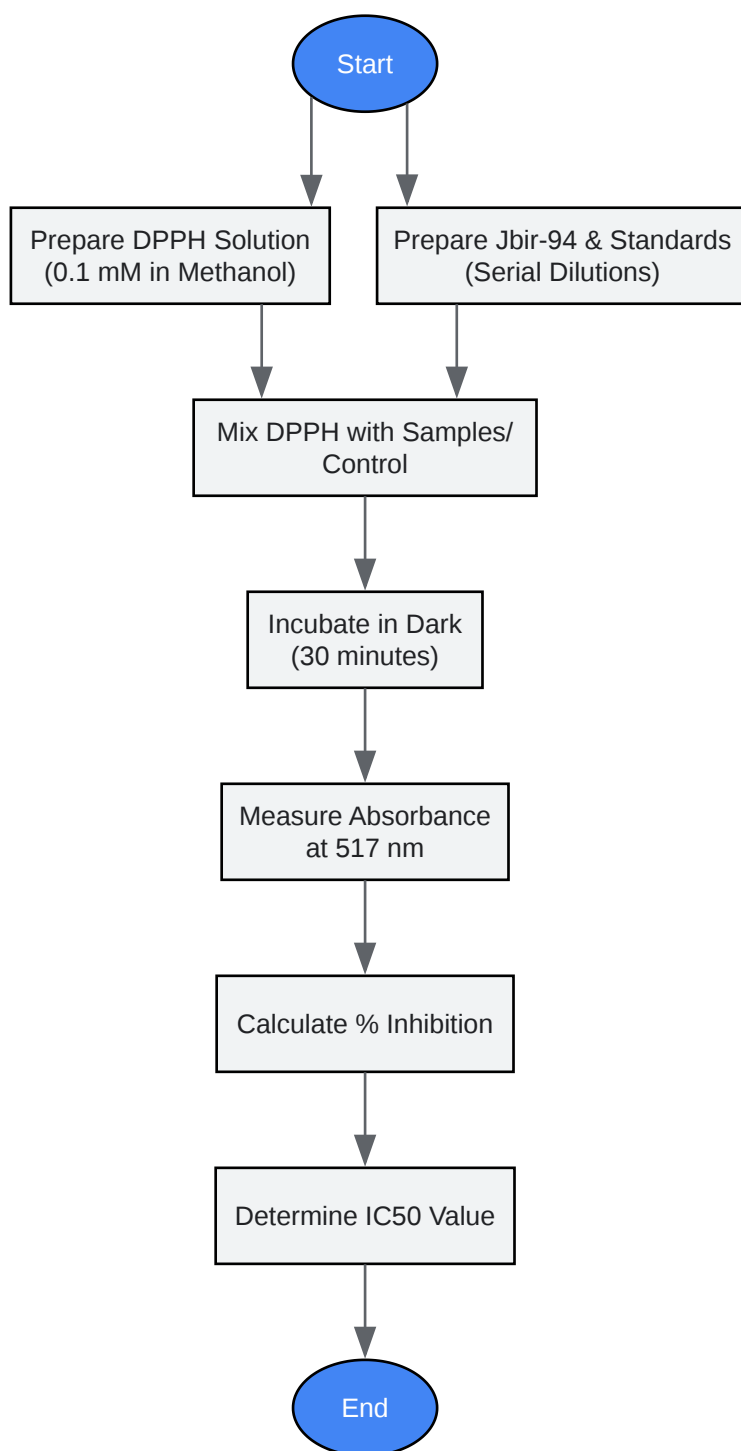 Start
Prepare DPPH Solution
(0.1 mM in Methanol)
Prepare Jbir-94 & Standards
(Serial Dilutions)
Mix DPPH with Samples/
Control
Incubate in Dark
(30 minutes)
Measure Absorbance
at 517 nm
Calculate % Inhibition
Determine IC50 Value
End